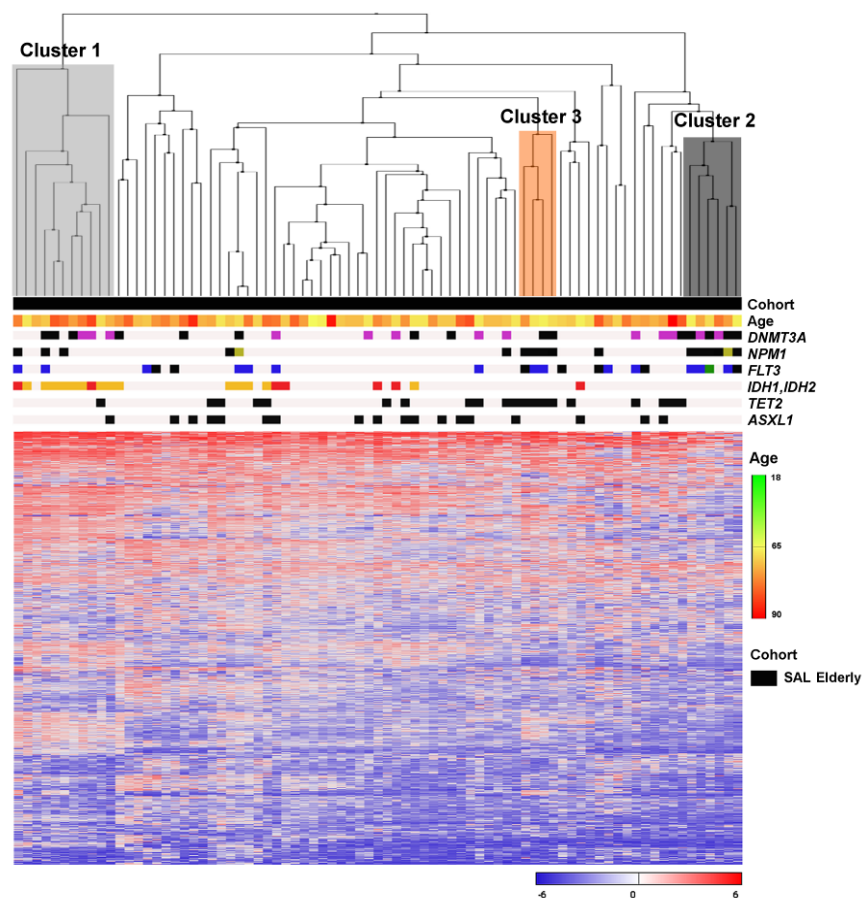 Cluster 1
Cluster 3
Cluster 2
Cohort
Age
DNMT3A
NPM1
FLT3
IDH1,IDH2
TET2
ASXL1
Age
18
65
90
Cohort
SAL Elderly
-6 0 6